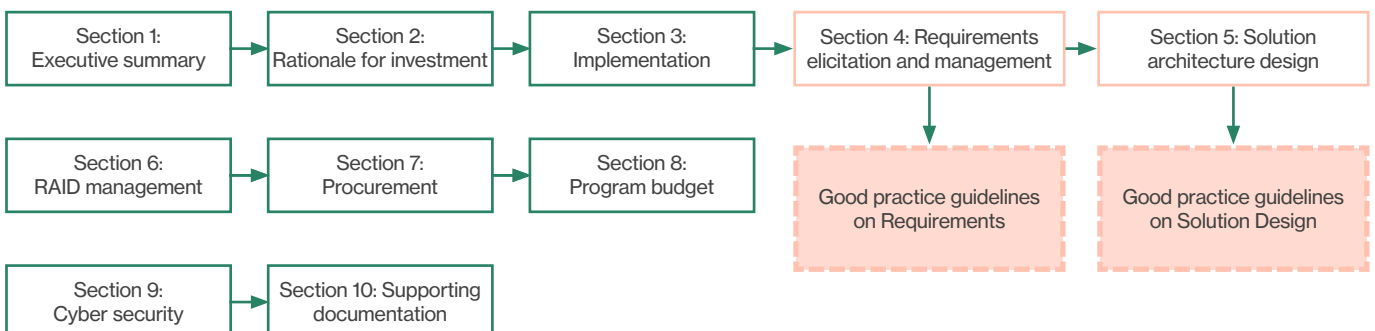 Section 1:
Executive summary
Section 2:
Rationale for investment
Section 3:
Implementation
Section 4: Requirements
elicitation and management
Section 5: Solution
architecture design
Section 6:
RAID management
Section 7:
Procurement
Section 8:
Program budget
Good practice guidelines
on Requirements
Good practice guidelines
on Solution Design
Section 9:
Cyber security
Section 10: Supporting
documentation